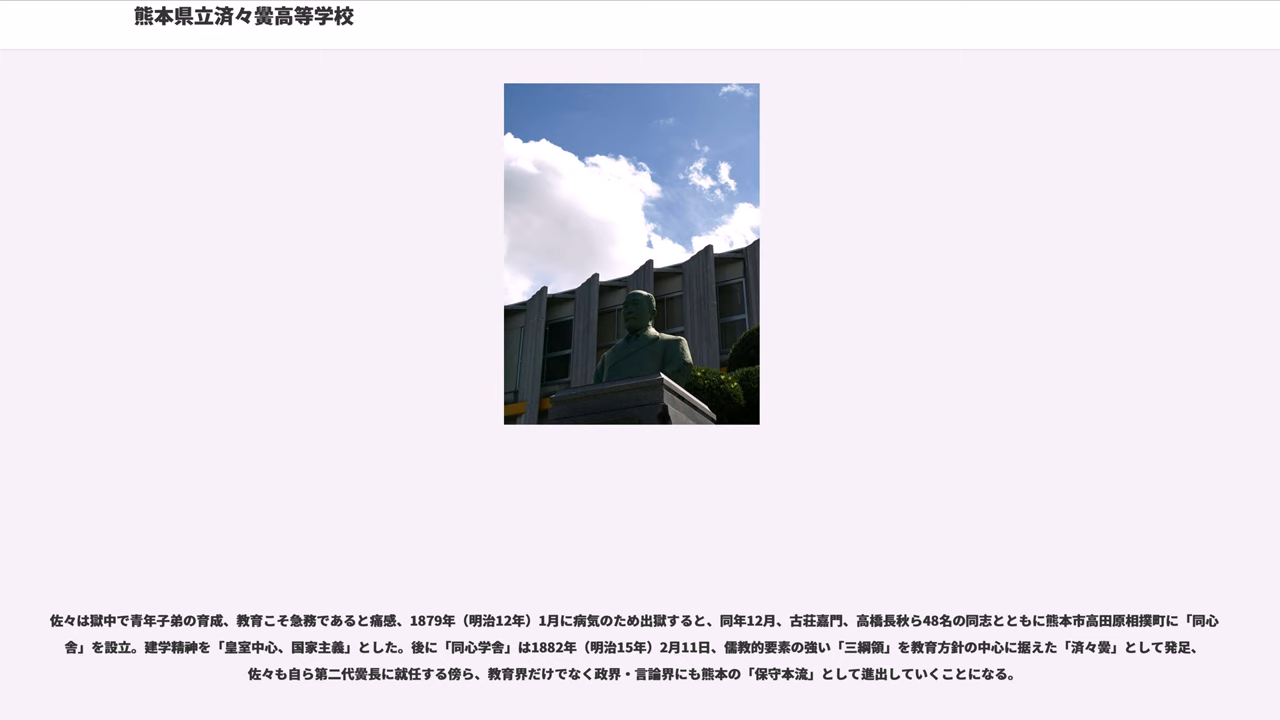 熊本県立済々黌高等学校
佐々は獄中で青年子弟の育成、教育こそ急務であると痛感、1879年（明治12年）1月に病気のため出獄すると、同年12月、古荘嘉門、高橋長秋ら48名の同志とともに熊本市高田原相撲町に「同心
舎」を設立。建学精神を「皇室中心、国家主義」とした。後に「同心学舎」は1882年（明治15年）2月11日、儒教的要素の強い「三綱領」を教育方針の中心に据えた「済々黌」として発足、
佐々も自ら第二代黌長に就任する傍ら、教育界だけでなく政界・言論界にも熊本の「保守本流」として進出していくことになる。